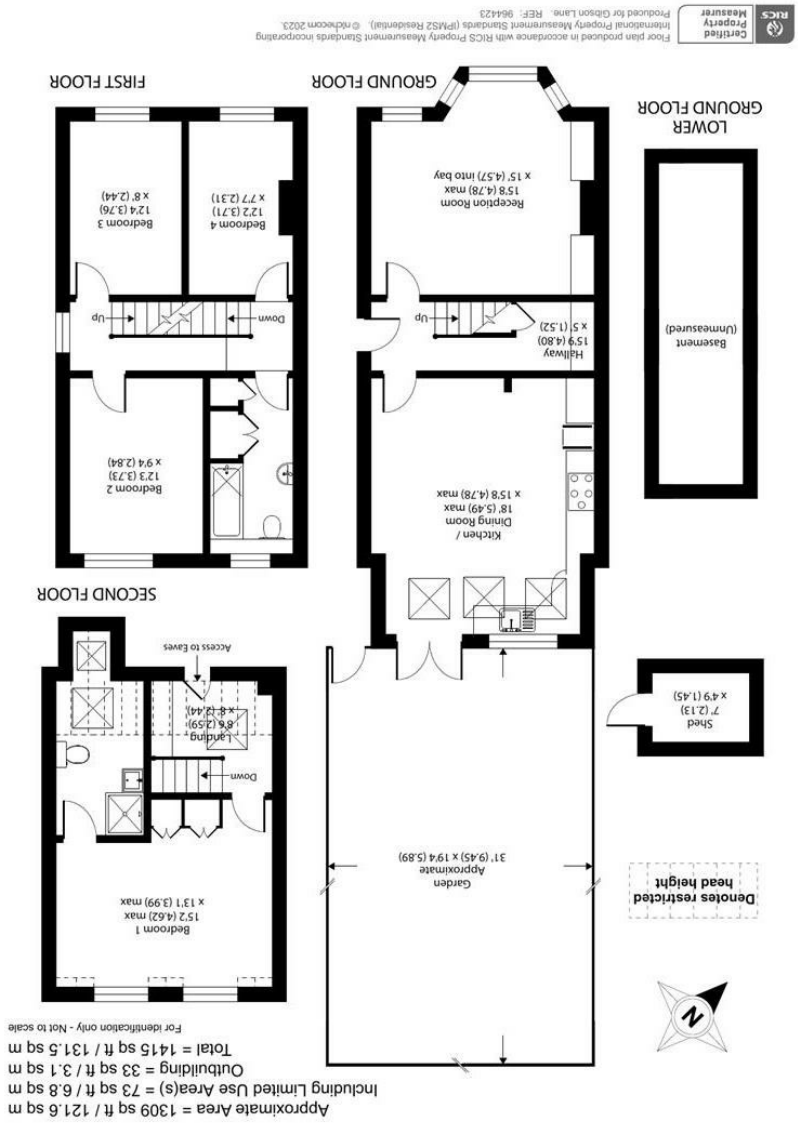 Approximate Area = 1309 sq ft / 121.6 sq m
Including Limited Use Area(s) = 73 sq ft / 6.8 sq m
Outbuilding = 33 sq ft / 3.1 sq m
Total = 1415 sq ft / 131.5 sq m
For identification only - Not to scale
N
Denotes restricted
head height
Garden
Approximate
31' (9.45) x 19'4 (5.89)
Bedroom 1
15'2 (4.62) max
x 13'1 (3.99) max
Down
Landing
8'6 (2.59)
x 8' (2.44)
Access to Eaves
SECOND FLOOR
Shed
7' (2.13)
x 4'9 (1.45)
Kitchen /
Dining Room
18' (5.49) max
x 15'8 (4.78) max
Bedroom 2
12'3 (3.73)
x 9'4 (2.84)
Basement
(Unmeasured)
Hallway
15'9 (4.80)
x 5' (1.52)
Up
Down
Up
Reception Room
15'8 (4.78) max
x 15' (4.57) into bay
Bedroom 4
12'2 (3.71)
x 7'7 (2.31)
Bedroom 3
12'4 (3.76)
x 8' (2.44)
LOWER
GROUND FLOOR
GROUND FLOOR
FIRST FLOOR
RICS
Certified
Property
Measurer
Floor plan produced in accordance with RICS Property Measurement Standards incorporating
International Property Measurement Standards (IPMS2 Residential). © nichecom 2023.
Produced for Gibson Lane. REF: 964423